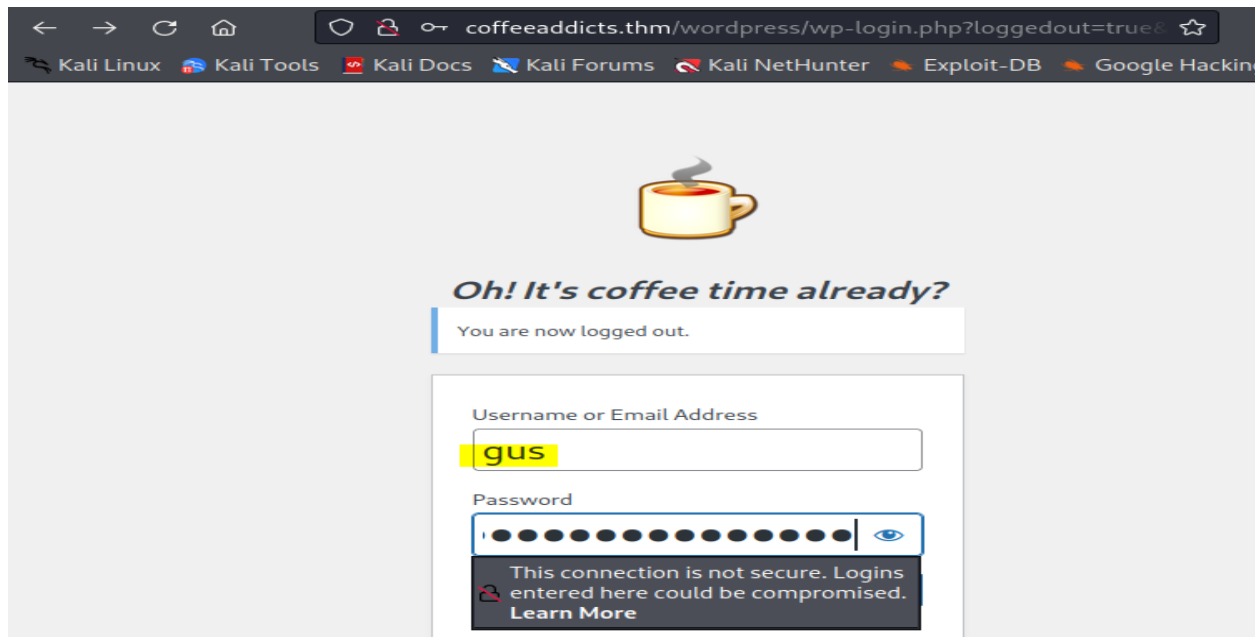 coffeeaddicts.thm/wordpress/wp-login.php?loggedout=true&
Kali Linux Kali Tools Kali Docs Kali Forums Kali NetHunter Exploit-DB Google Hackin
Oh! It's coffee time already?
You are now logged out.
Username or Email Address
gus
Password
This connection is not secure. Logins
entered here could be compromised.
Learn More